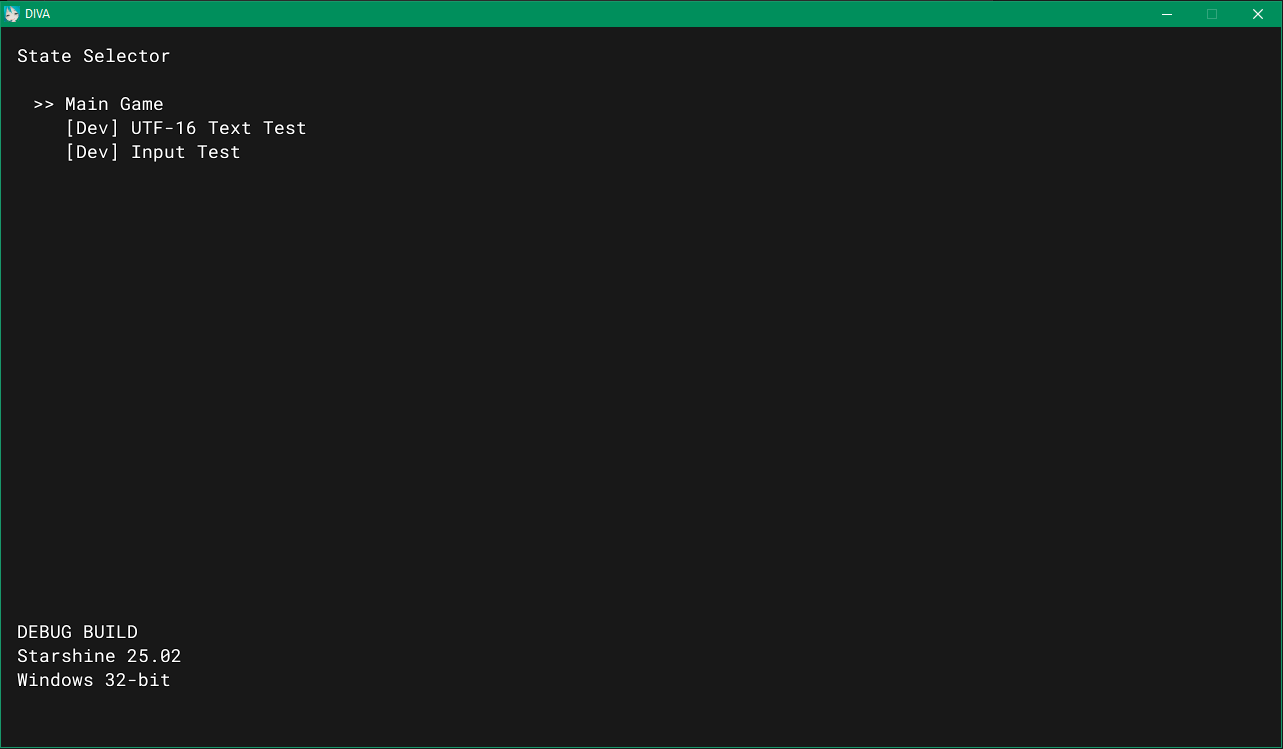 DIVA
State Selector
>> Main Game
[Dev] UTF-16 Text Test
[Dev] Input Test
DEBUG BUILD
Starshine 25.02
Windows 32-bit